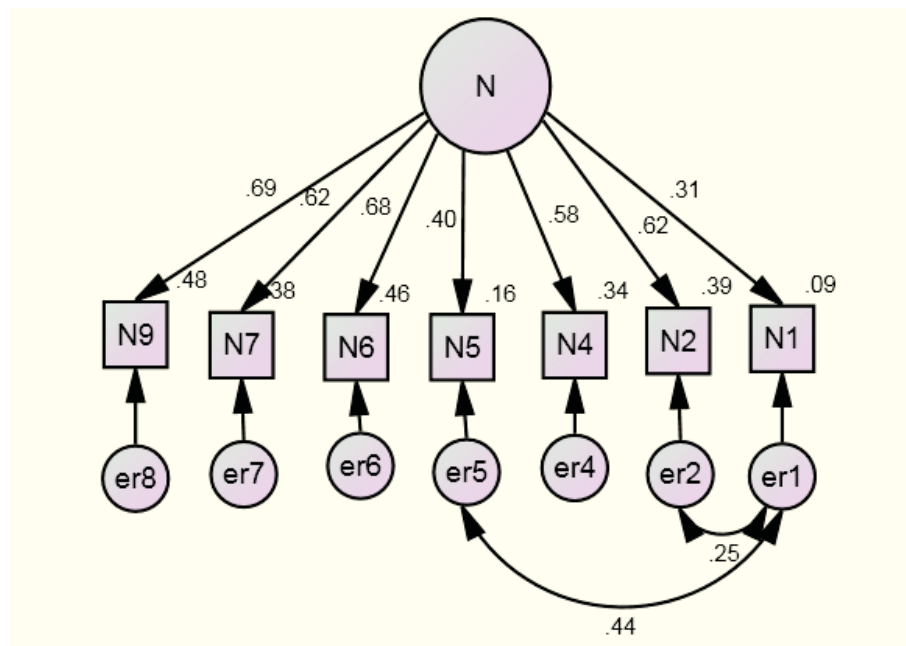 N
.69 .62 .68 .40 .58 .62 .31
.48 .38 .46 .16 .34 .39 .09
N9 N7 N6 N5 N4 N2 N1
er8 er7 er6 er5 er4 er2 er1
.25
.44